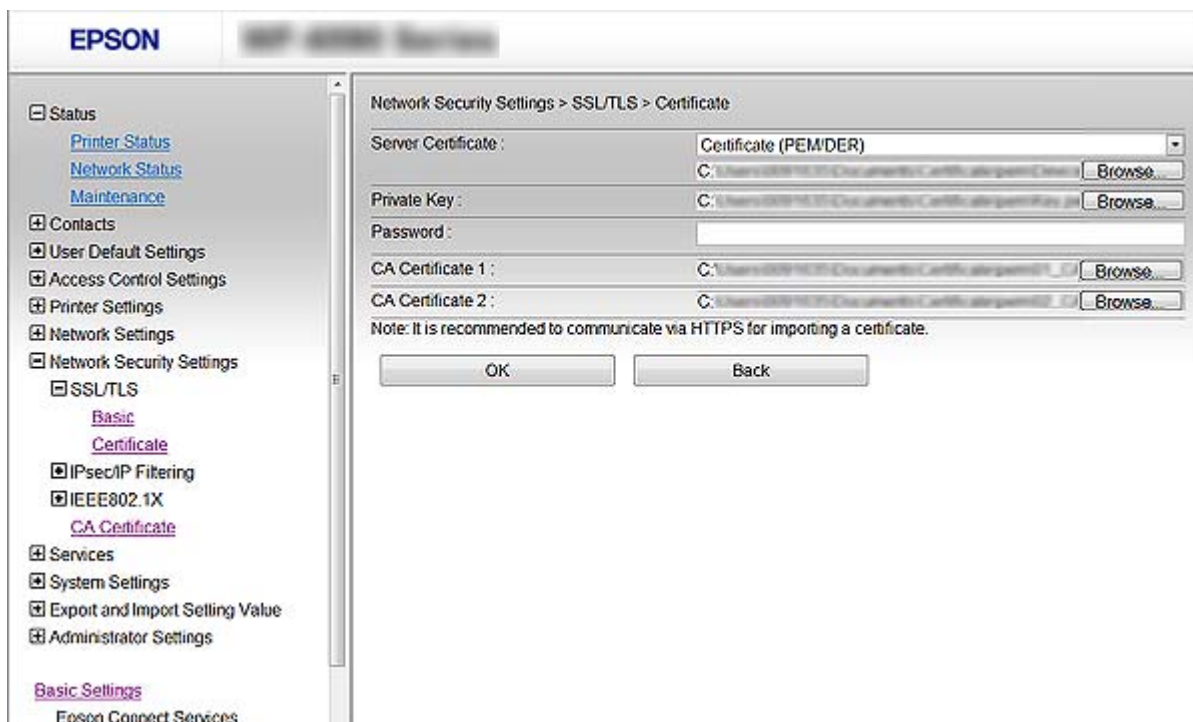 EPSON
Status
Printer Status
Network Status
Maintenance
Contacts
User Default Settings
Access Control Settings
Printer Settings
Network Settings
Network Security Settings
SSL/TLS
Basic
Certificate
IPsec/IP Filtering
IEEE802.1X
CA Certificate
Services
System Settings
Export and Import Setting Value
Administrator Settings
Basic Settings
Epson Connect Services
Network Security Settings > SSL/TLS > Certificate
Server Certificate : Certificate (PEM/DER)
C: Browse...
Private Key : C: Browse...
Password :
CA Certificate 1 : C: Browse...
CA Certificate 2 : C: Browse...
Note: It is recommended to communicate via HTTPS for importing a certificate.
OK Back